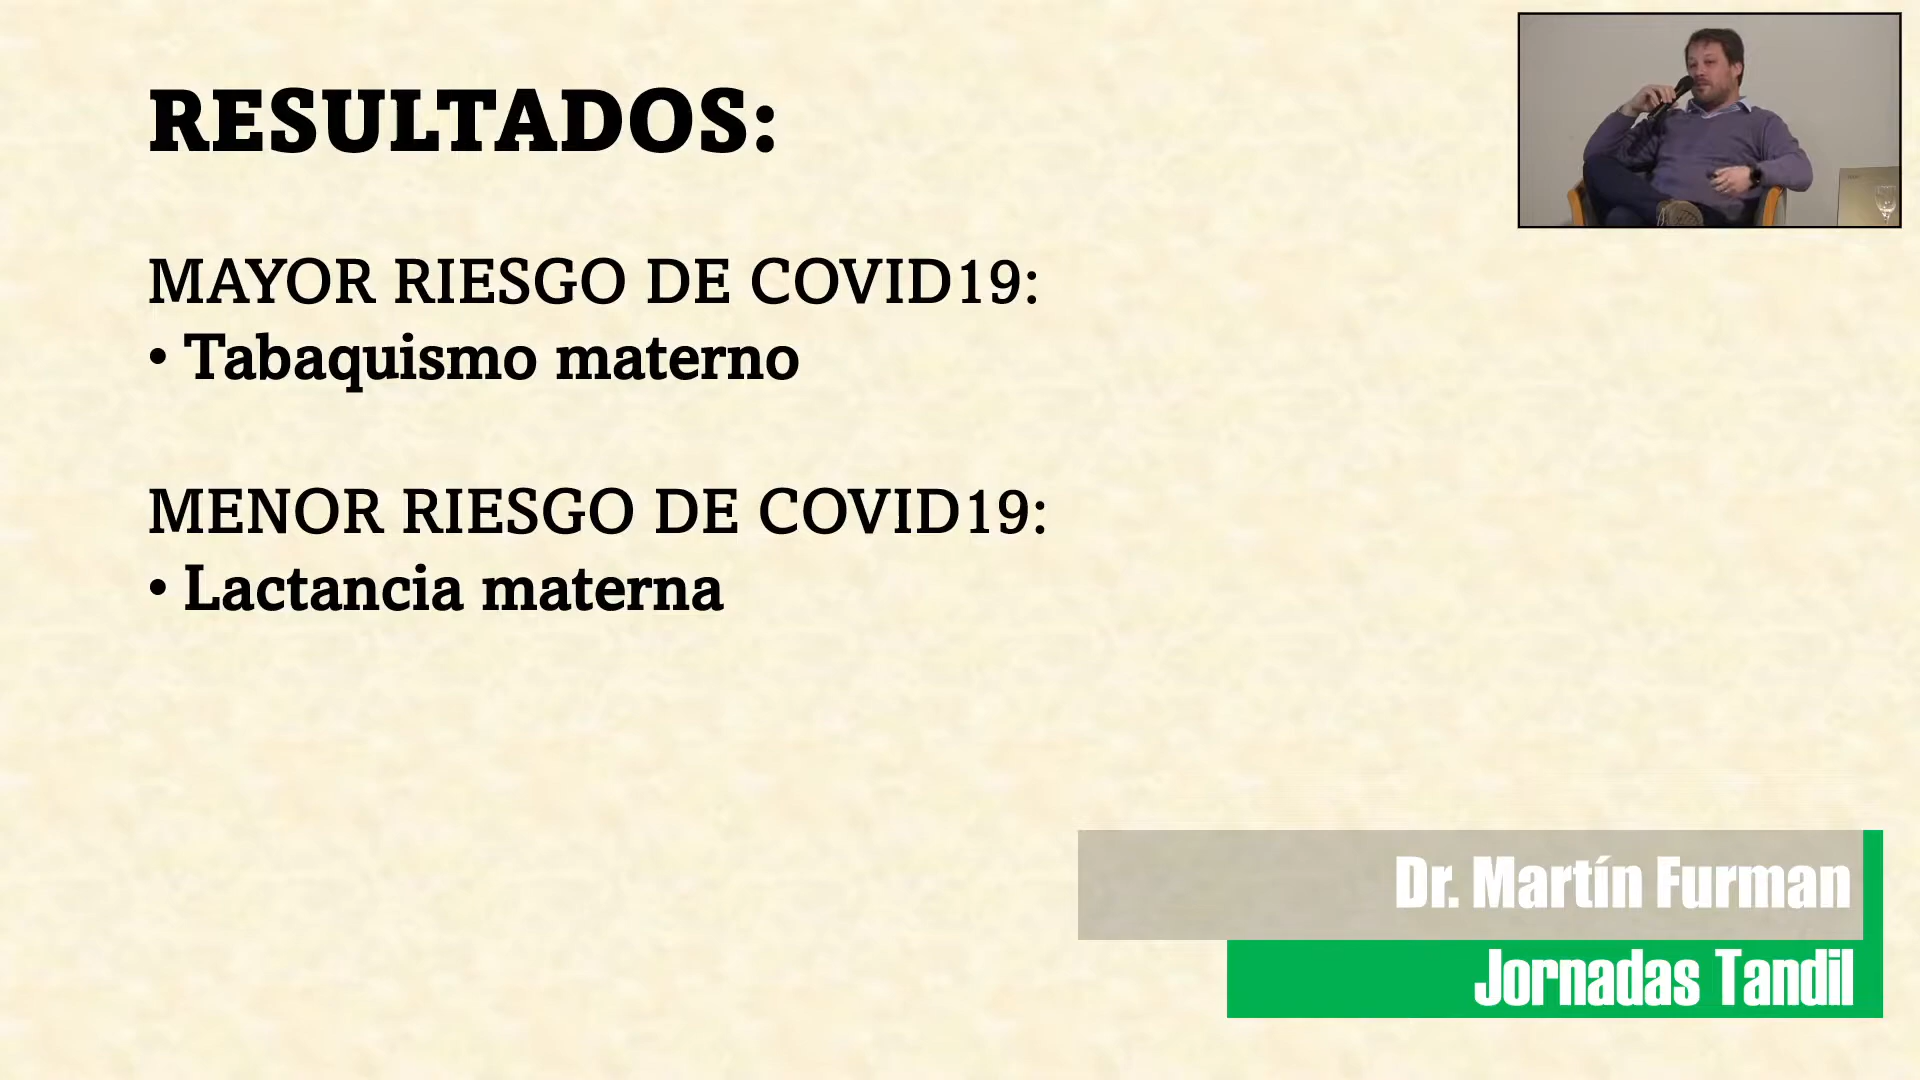 RESULTADOS:
MAYOR RIESGO DE COVID19:
• Tabaquismo materno
MENOR RIESGO DE COVID19:
• Lactancia materna
Dr. Martín Furman
Jornadas Tandil